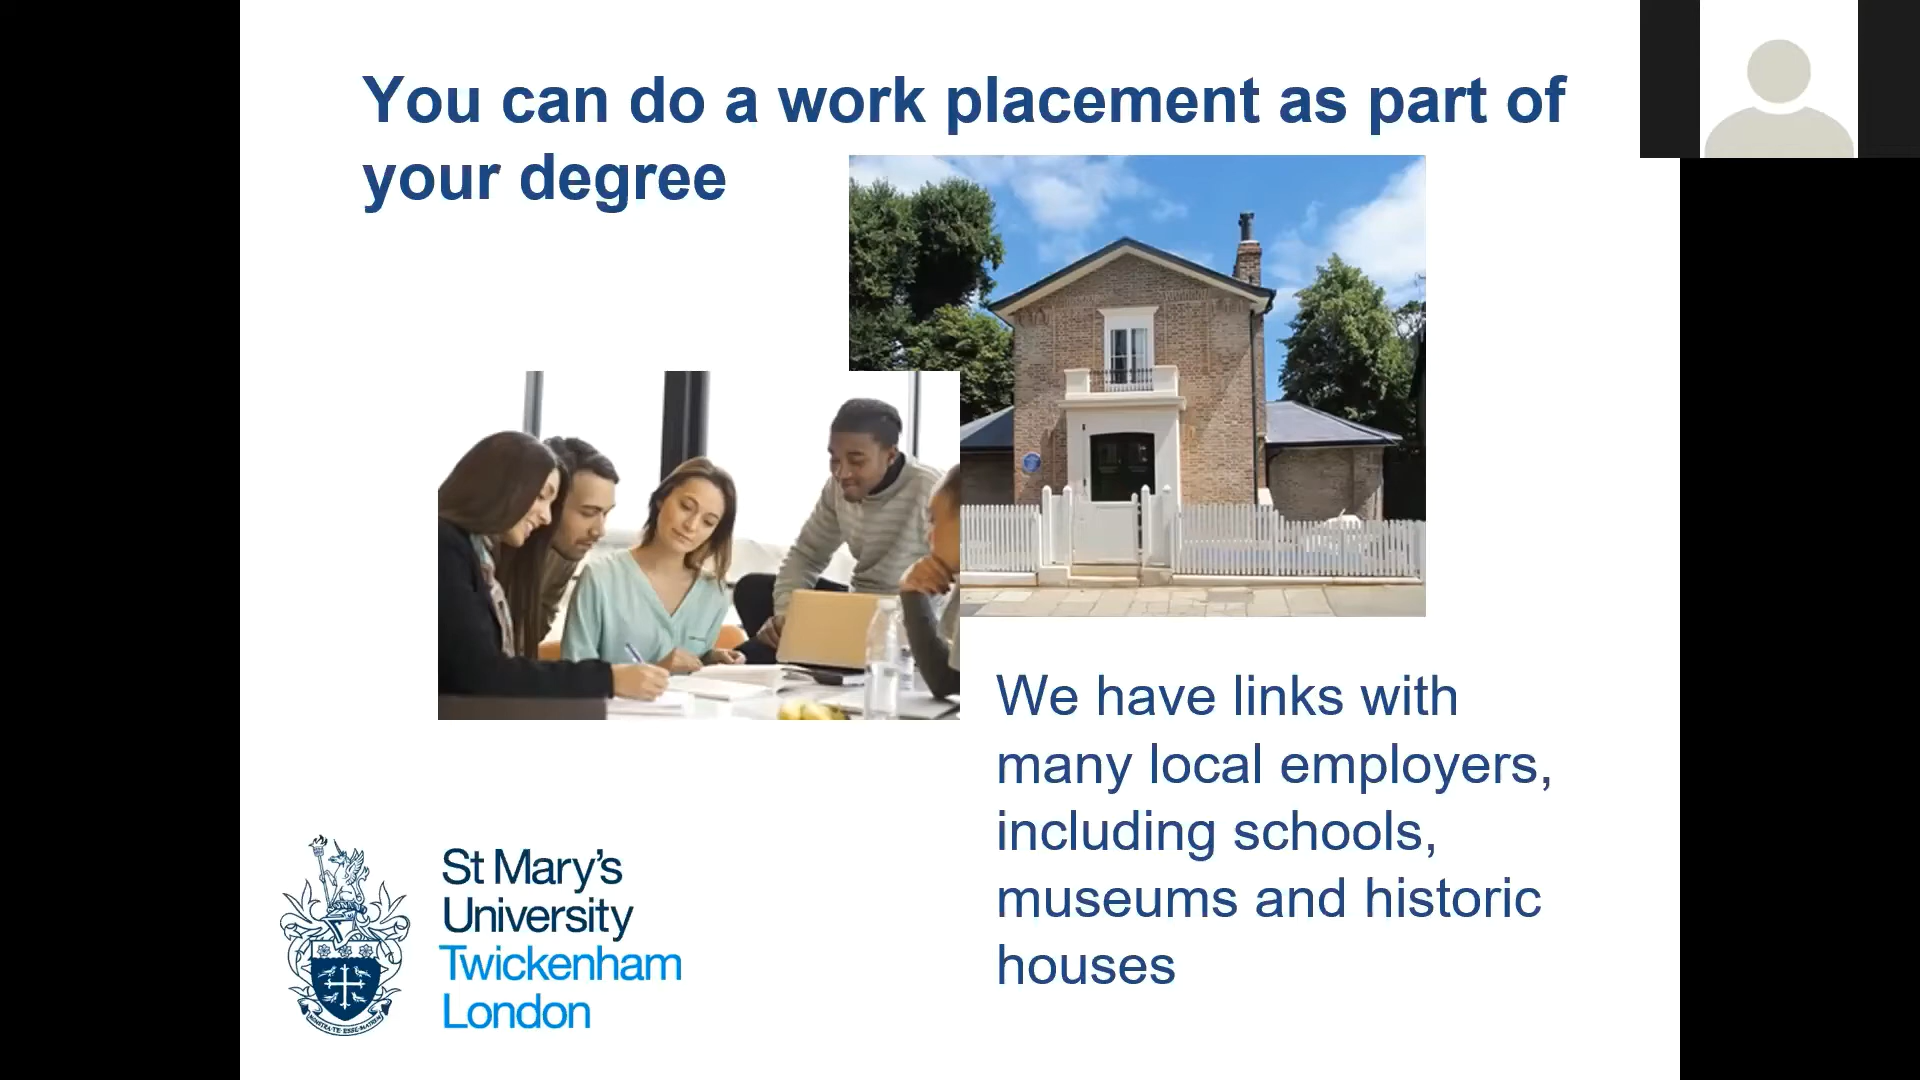 You can do a work placement as part of
your degree
We have links with
many local employers,
including schools,
museums and historic
houses
St Mary's
University
Twickenham
London